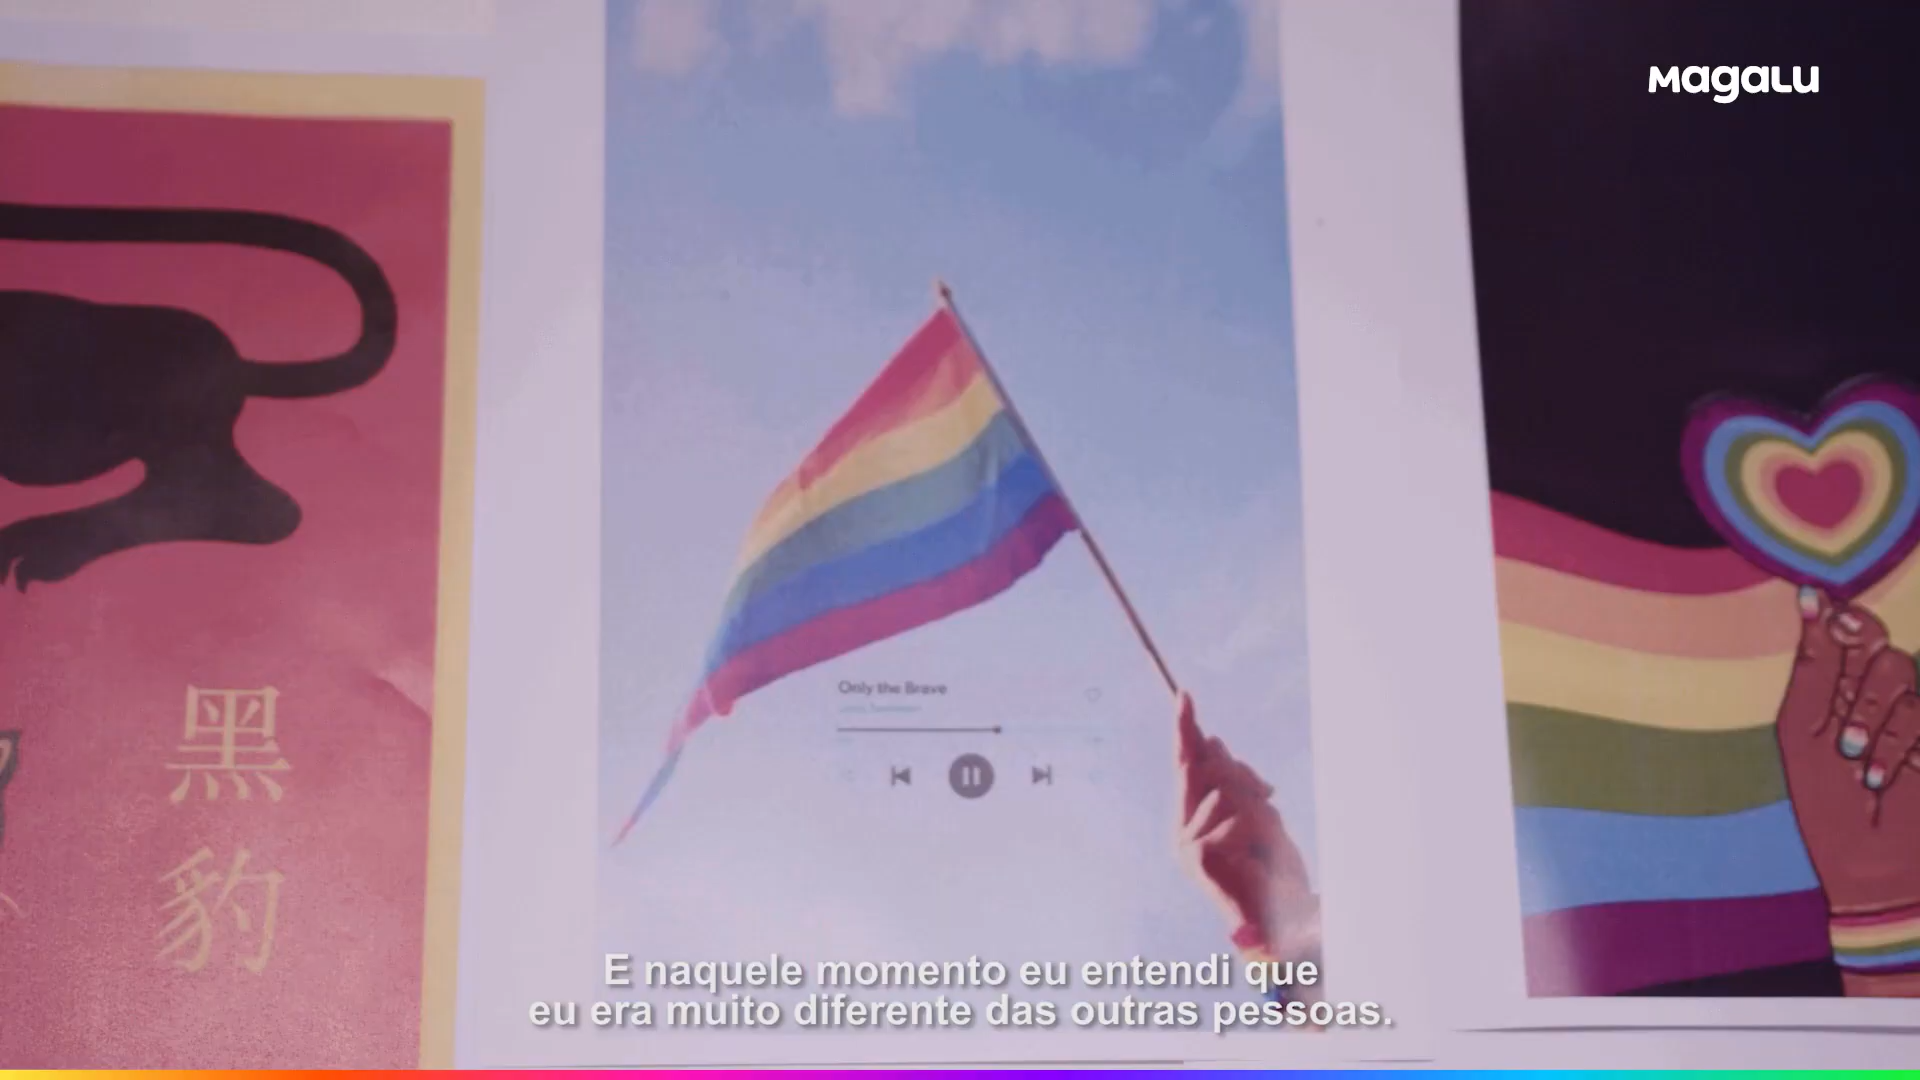 MagaLu
黑
豹
Only the Brave
E naquele momento eu entendi que
eu era muito diferente das outras pessoas.